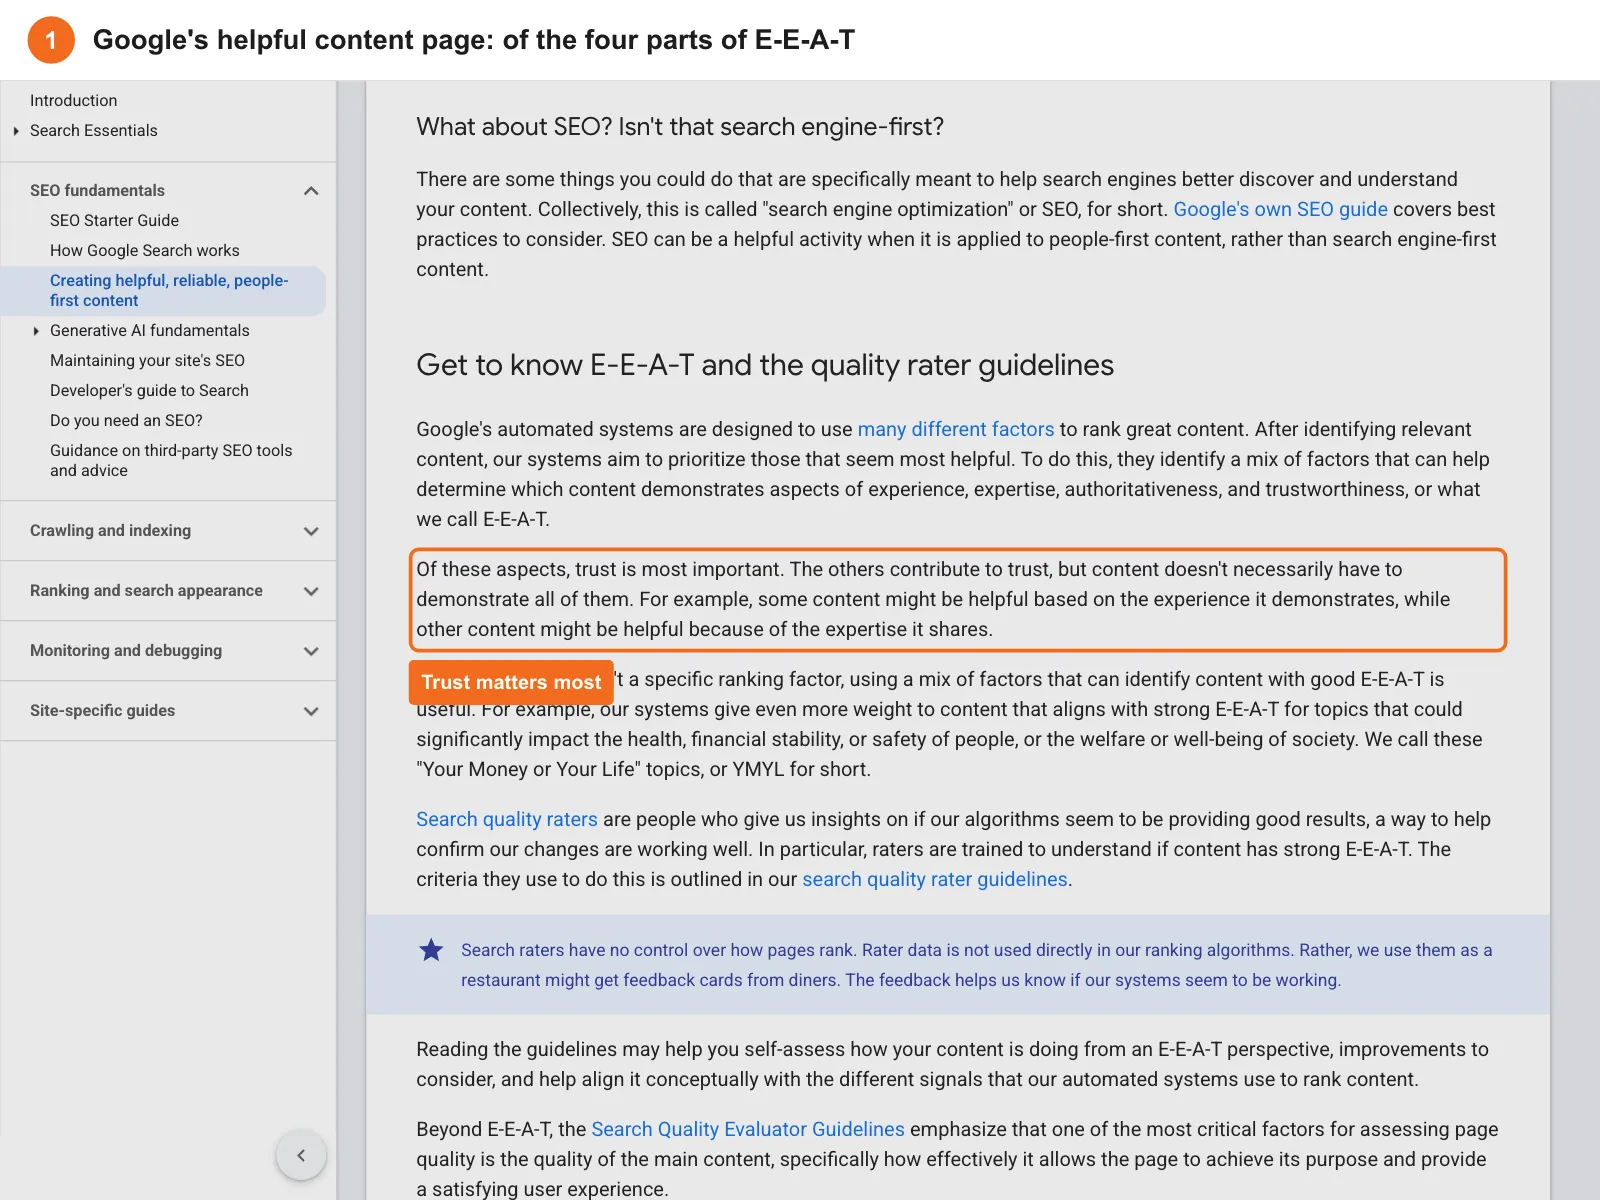 1
Google's helpful content page: of the four parts of E-E-A-T
Introduction
Search Essentials
SEO fundamentals
SEO Starter Guide
How Google Search works
Creating helpful, reliable, people-
first content
Generative AI fundamentals
Maintaining your site's SEO
Developer's guide to Search
Do you need an SEO?
Guidance on third-party SEO tools
and advice
Crawling and indexing
Ranking and search appearance
Monitoring and debugging
Site-specific guides
What about SEO? Isn't that search engine-first?
There are some things you could do that are specifically meant to help search engines better discover and understand
your content. Collectively, this is called "search engine optimization" or SEO, for short. Google's own SEO guide covers best
practices to consider. SEO can be a helpful activity when it is applied to people-first content, rather than search engine-first
content.
Get to know E-E-A-T and the quality rater guidelines
Google's automated systems are designed to use many different factors to rank great content. After identifying relevant
content, our systems aim to prioritize those that seem most helpful. To do this, they identify a mix of factors that can help
determine which content demonstrates aspects of experience, expertise, authoritativeness, and trustworthiness, or what
we call E-E-A-T.
Of these aspects, trust is most important. The others contribute to trust, but content doesn't necessarily have to
demonstrate all of them. For example, some content might be helpful based on the experience it demonstrates, while
other content might be helpful because of the expertise it shares.
Trust matters most
't a specific ranking factor, using a mix of factors that can identify content with good E-E-A-T is
useful. For example, our systems give even more weight to content that aligns with strong E-E-A-T for topics that could
significantly impact the health, financial stability, or safety of people, or the welfare or well-being of society. We call these
"Your Money or Your Life" topics, or YMYL for short.
Search quality raters are people who give us insights on if our algorithms seem to be providing good results, a way to help
confirm our changes are working well. In particular, raters are trained to understand if content has strong E-E-A-T. The
criteria they use to do this is outlined in our search quality rater guidelines.
Search raters have no control over how pages rank. Rater data is not used directly in our ranking algorithms. Rather, we use them as a
restaurant might get feedback cards from diners. The feedback helps us know if our systems seem to be working.
Reading the guidelines may help you self-assess how your content is doing from an E-E-A-T perspective, improvements to
consider, and help align it conceptually with the different signals that our automated systems use to rank content.
Beyond E-E-A-T, the Search Quality Evaluator Guidelines emphasize that one of the most critical factors for assessing page
quality is the quality of the main content, specifically how effectively it allows the page to achieve its purpose and provide
a satisfying user experience.